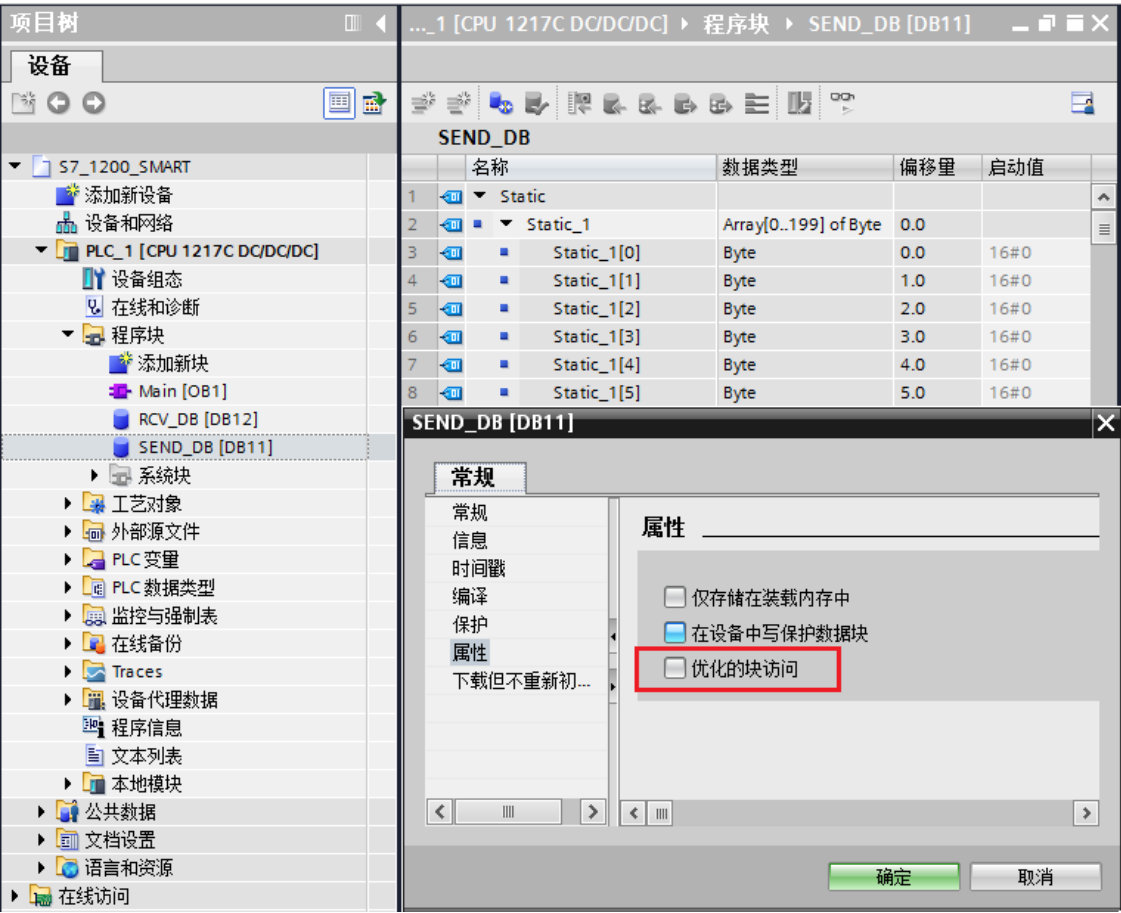 项目树
设备
S7_1200_SMART
添加新设备
设备和网络
PLC_1 [CPU 1217C DC/DC/DC]
设备组态
在线和诊断
程序块
添加新块
Main [OB1]
RCV_DB [DB12]
SEND_DB [DB11]
系统块
工艺对象
外部源文件
PLC 变量
PLC 数据类型
监控与强制表
在线备份
Traces
设备代理数据
程序信息
文本列表
本地模块
公共数据
文档设置
语言和资源
在线访问
..._1 [CPU 1217C DC/DC/DC] 程序块 SEND_DB [DB11]
SEND_DB
名称 数据类型 偏移量 启动值
1 Static
2 Static_1 Array[0..199] of Byte 0.0
3 Static_1[0] Byte 0.0 16#0
4 Static_1[1] Byte 1.0 16#0
5 Static_1[2] Byte 2.0 16#0
6 Static_1[3] Byte 3.0 16#0
7 Static_1[4] Byte 4.0 16#0
8 Static_1[5] Byte 5.0 16#0
SEND_DB [DB11]
常规
常规
信息
时间戳
编译
保护
属性
下载但不重新初...
属性
仅存储在装载内存中
在设备中写保护数据块
优化的块访问
确定 取消